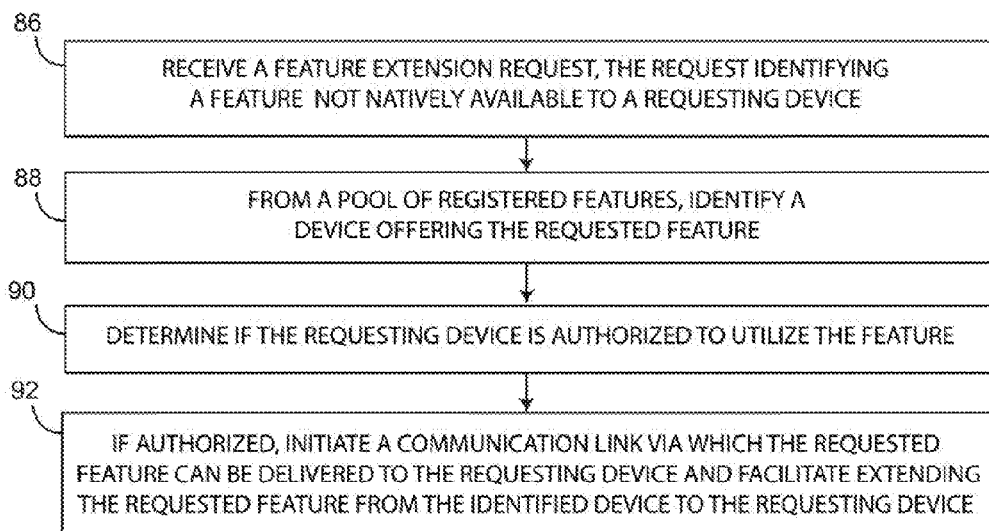 86
RECEIVE A FEATURE EXTENSION REQUEST, THE REQUEST IDENTIFYING
A FEATURE NOT NATIVELY AVAILABLE TO A REQUESTING DEVICE
88
FROM A POOL OF REGISTERED FEATURES, IDENTIFY A
DEVICE OFFERING THE REQUESTED FEATURE
90
DETERMINE IF THE REQUESTING DEVICE IS AUTHORIZED TO UTILIZE THE FEATURE
92
IF AUTHORIZED, INITIATE A COMMUNICATION LINK VIA WHICH THE REQUESTED
FEATURE CAN BE DELIVERED TO THE REQUESTING DEVICE AND FACILITATE EXTENDING
THE REQUESTED FEATURE FROM THE IDENTIFIED DEVICE TO THE REQUESTING DEVICE